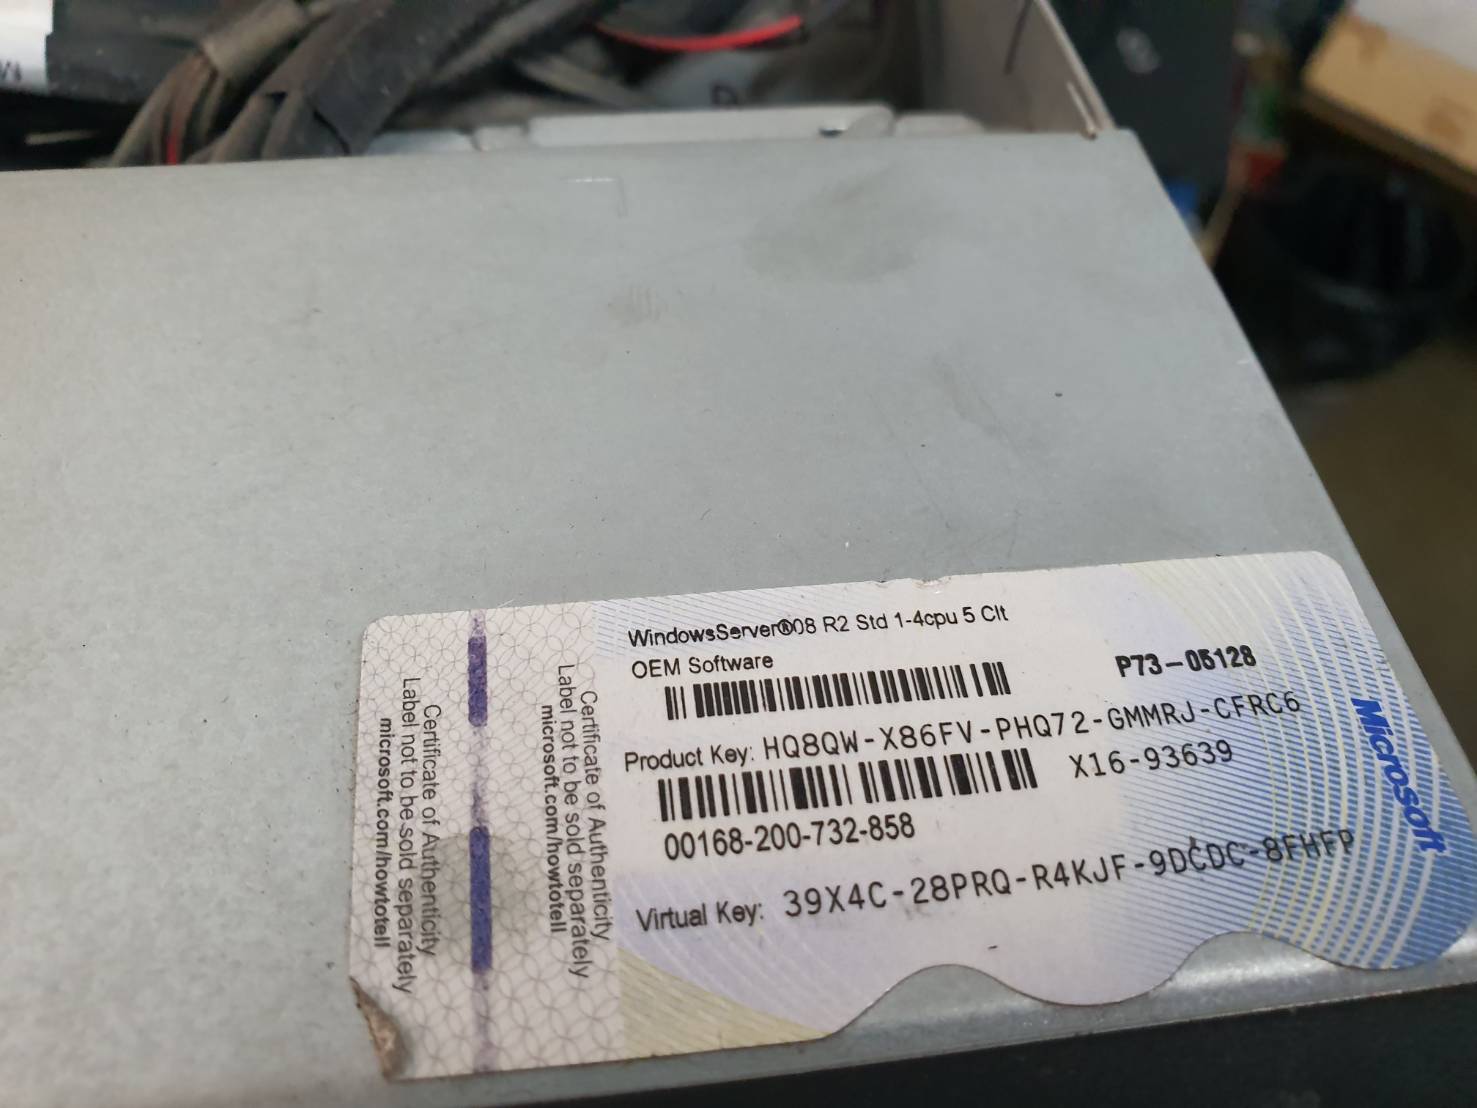 WindowsServer®08 R2 Std 1-4cpu 5 Clt
OEM Software
P73-05128
Product Key: HQ8QW-X86FV-PHQ72-GMMRJ-CFRC6
X16-93639
00168-200-732-858
Virtual Key: 39X4C-28PRQ-R4KJF-9DCDC-8FHFP
Microsoft
Certificate of Authenticity
Label not to be sold separately
microsoft.com/howtotell
Certificate of Authenticity
Label not to be sold separately
microsoft.com/howtotell